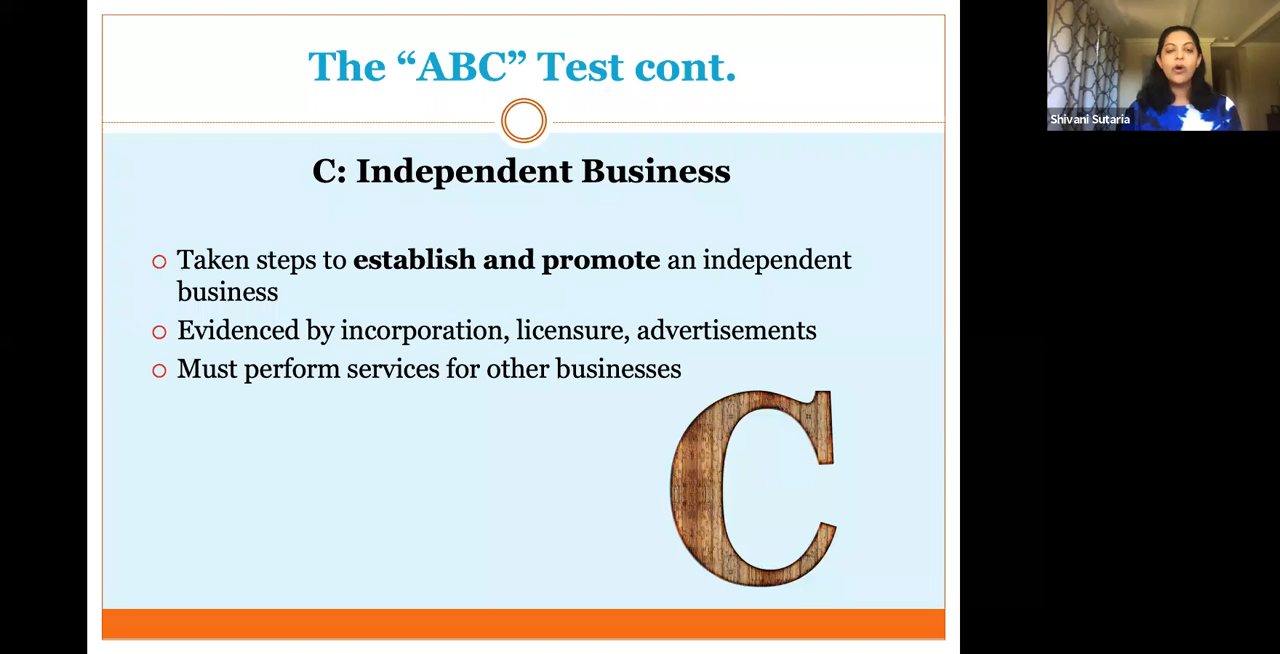 The “ABC” Test cont.
C: Independent Business
Taken steps to establish and promote an independent
business
Evidenced by incorporation, licensure, advertisements
Must perform services for other businesses
C
Shivani Sutaria